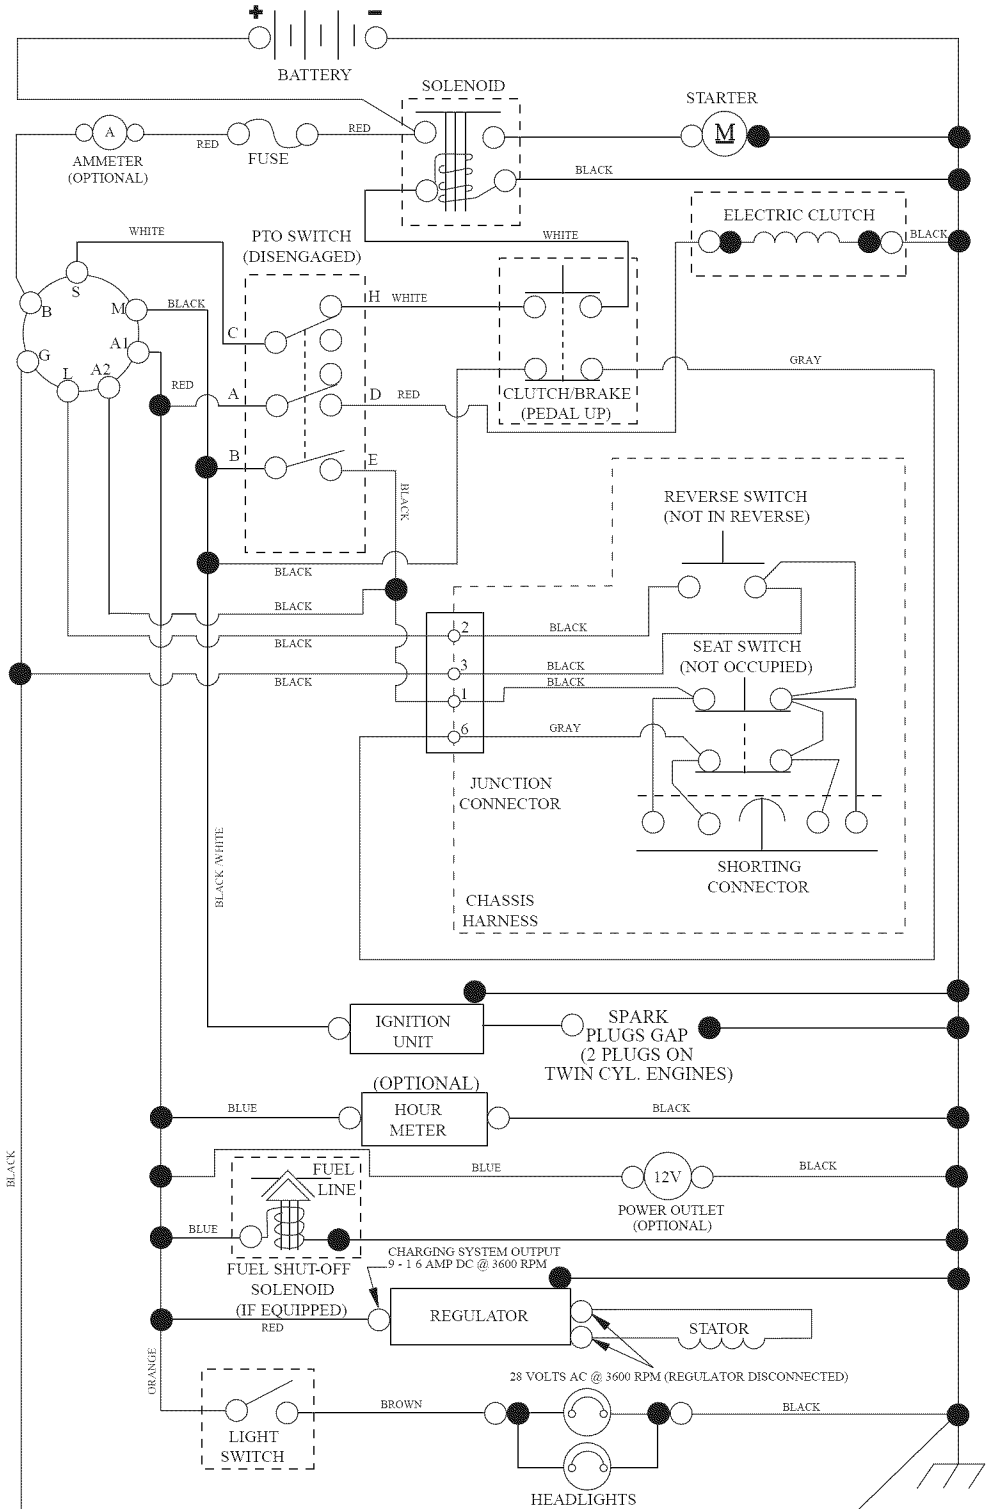 + −
BATTERY
SOLENOID
STARTER
A
RED
FUSE
RED
M
AMMETER
(OPTIONAL)
BLACK
WHITE
PTO SWITCH
(DISENGAGED)
WHITE
ELECTRIC CLUTCH
BLACK
S
B
M
BLACK
H
WHITE
C
G
A1
L
A2
RED
A
D
RED
GRAY
CLUTCH/BRAKE
(PEDAL UP)
B
E
BLACK
REVERSE SWITCH
(NOT IN REVERSE)
BLACK
BLACK
2
BLACK
BLACK
SEAT SWITCH
(NOT OCCUPIED)
3
BLACK
BLACK
1
BLACK
6
GRAY
JUNCTION
CONNECTOR
BLACK /WHITE
SHORTING
CONNECTOR
CHASSIS
HARNESS
IGNITION
UNIT
SPARK
PLUGS GAP
(2 PLUGS ON
TWIN CYL. ENGINES)
(OPTIONAL)
BLUE
HOUR
METER
BLACK
BLACK
FUEL
LINE
BLUE
12V
BLACK
POWER OUTLET
(OPTIONAL)
BLUE
CHARGING SYSTEM OUTPUT
9 - 1 6 AMP DC @ 3600 RPM
FUEL SHUT-OFF
SOLENOID
(IF EQUIPPED)
RED
REGULATOR
STATOR
ORANGE
28 VOLTS AC @ 3600 RPM (REGULATOR DISCONNECTED)
BROWN
BLACK
LIGHT
SWITCH
HEADLIGHTS